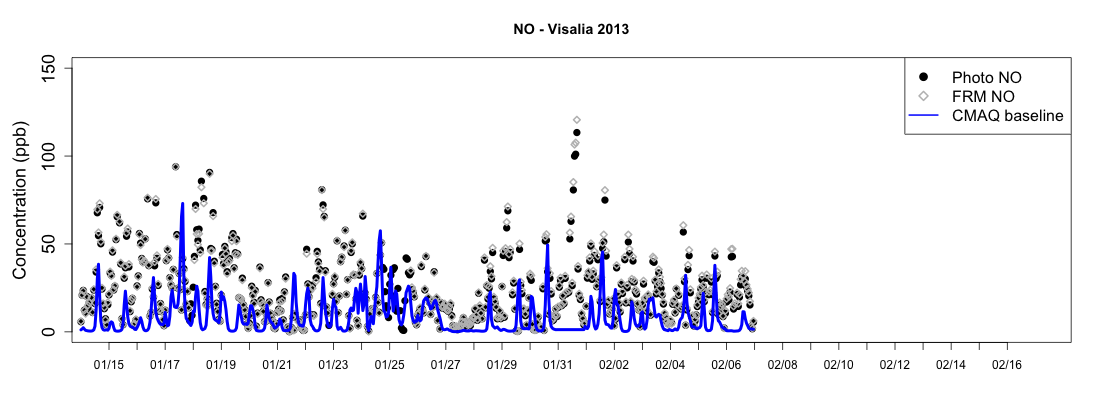 NO - Visalia 2013
Concentration (ppb)
150
100
50
0
Photo NO
FRM NO
CMAQ baseline
01/15 01/17 01/19 01/21 01/23 01/25 01/27 01/29 01/31 02/02 02/04 02/06 02/08 02/10 02/12 02/14 02/16